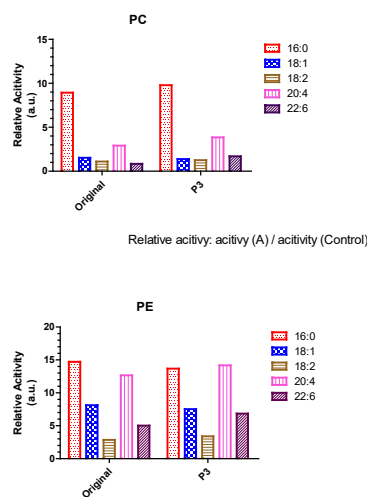 PC
Relative Acitivity
(a.u.)
15
10
5
0
Original
P3
16:0
18:1
18:2
20:4
22:6
Relative acitivy: acitivy (A) / acitivity (Control)
PE
Relative Acitivity
(a.u.)
20
15
10
5
0
Original
P3
16:0
18:1
18:2
20:4
22:6